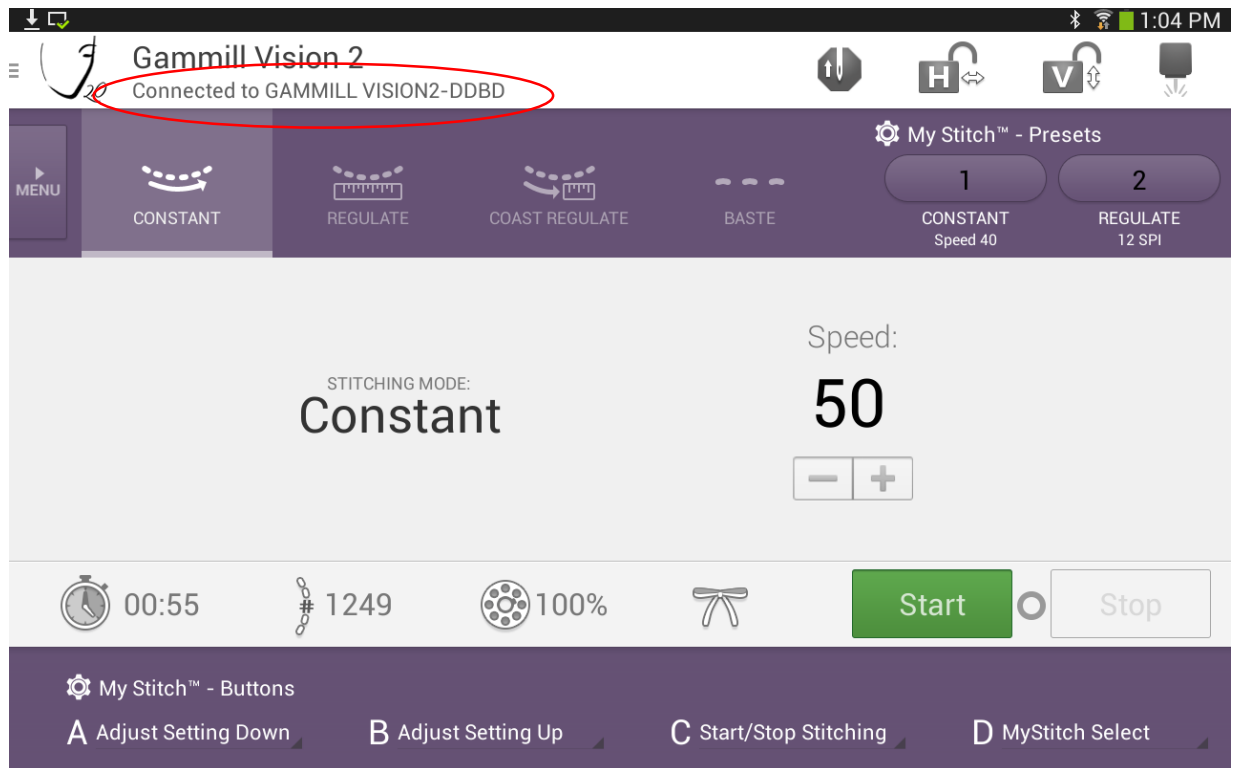 1:04 PM
Gammill Vision 2
Connected to GAMMILL VISION2-DDBD
20
H
V
My Stitch™ - Presets
MENU
CONSTANT
REGULATE
COAST REGULATE
BASTE
1
2
CONSTANT
REGULATE
Speed 40
12 SPI
STITCHING MODE:
Constant
Speed:
50
00:55
# 1249
100%
Start
Stop
My Stitch™ - Buttons
A Adjust Setting Down
B Adjust Setting Up
C Start/Stop Stitching
D MyStitch Select